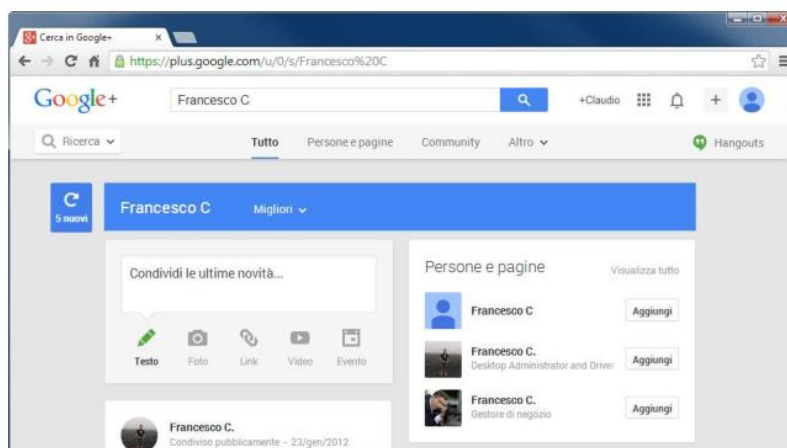 Cerca in Google+
https://plus.google.com/u/0/s/Francesco%20C
Google+
Francesco C
+Claudio
Ricerca
Tutto
Persone e pagine
Community
Altro
Hangouts
5 nuovi
Francesco C
Migliori
Condividi le ultime novità...
Testo
Foto
Link
Video
Evento
Persone e pagine
Visualizza tutto
Francesco C
Aggiungi
Francesco C.
Desktop Administrator and Driver
Aggiungi
Francesco C.
Gestore di negozio
Aggiungi
Francesco C.
Condiviso pubblicamente - 23/gen/2012